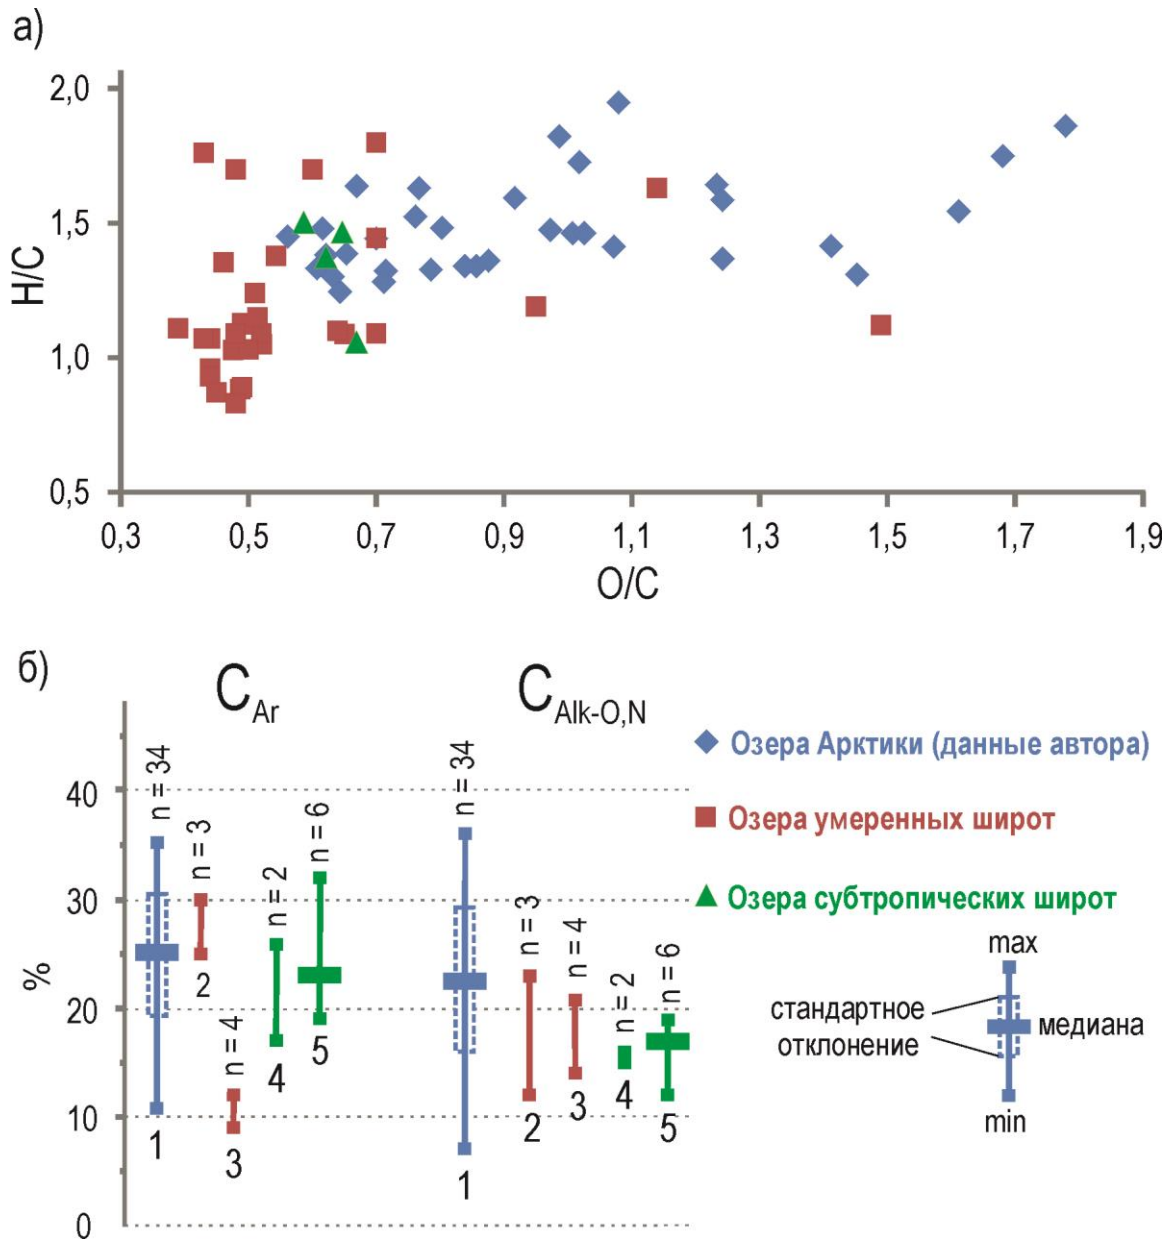 а)
2,0
1,5
1,0
0,5
H/C
0,3 0,5 0,7 0,9 1,1 1,3 1,5 1,7 1,9
O/C
б)
C Ar
C Alk-O,N
40
30
20
10
0
%
n = 34
n = 3
n = 4
n = 2
n = 6
1
2
3
4
5
n = 34
n = 3
n = 4
n = 2
n = 6
1
2
3
4
5
Озера Арктики (данные автора)
Озера умеренных широт
Озера субтропических широт
max
стандартное
отклонение
медиана
min